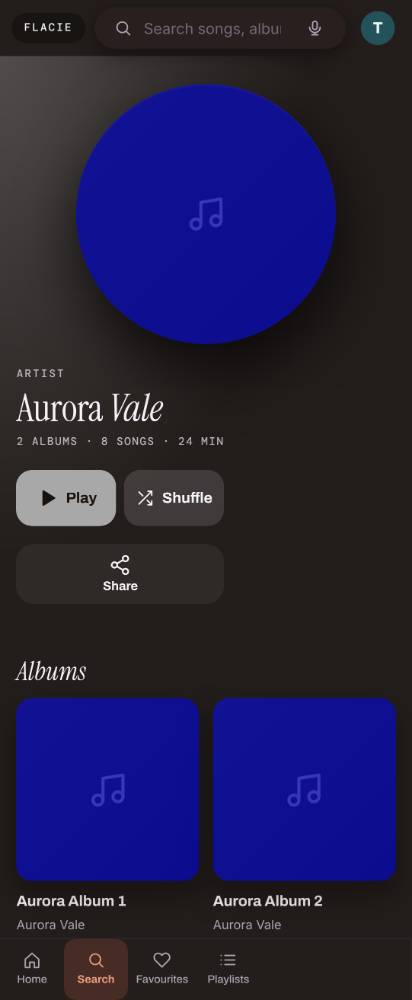 FLACIE
Search songs, albu
T
ARTIST
Aurora Vale
2 ALBUMS · 8 SONGS · 24 MIN
Play
Shuffle
Share
Albums
Aurora Album 1
Aurora Album 2
Aurora Vale
Aurora Vale
Home
Search
Favourites
Playlists